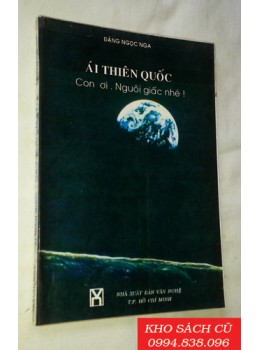 ĐẶNG NGỌC NGA
ÁI THIÊN QUỐC
Con ơi. Nguôi giấc nhé !
NHÀ XUẤT BẢN VĂN NGHỆ
T.P. HỒ CHÍ MINH
KHO SÁCH CŨ
0994.838.096